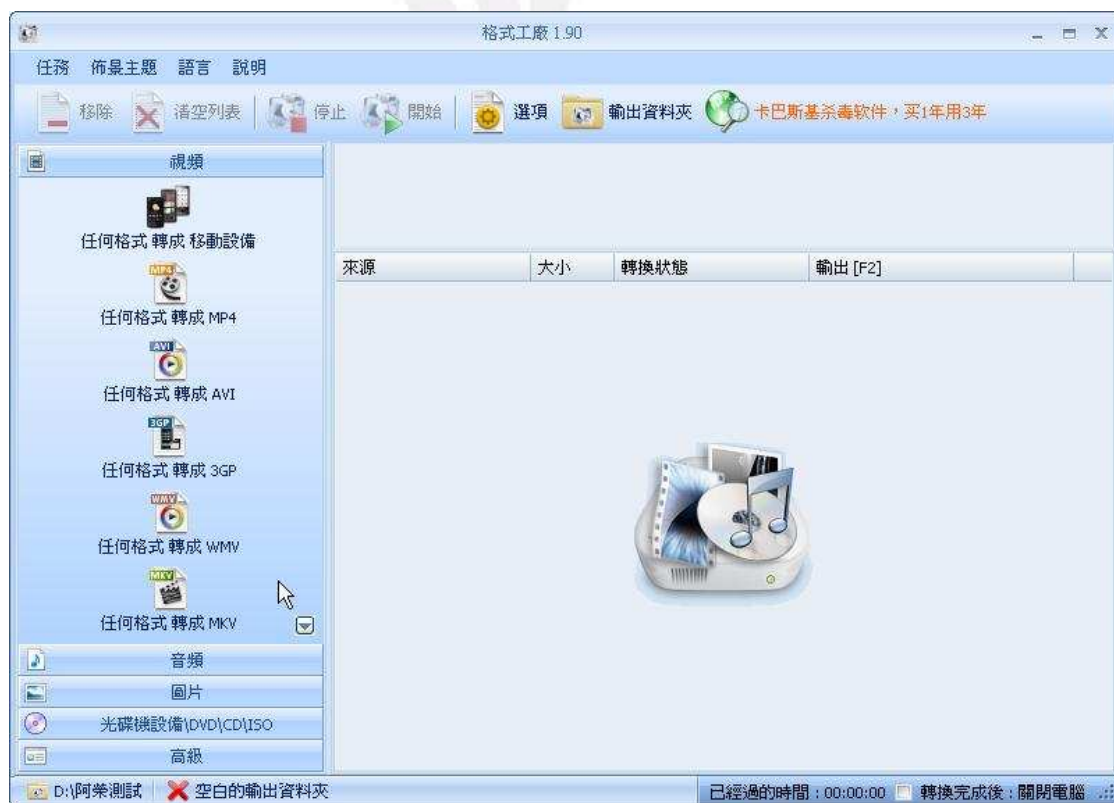 格式工廠 1.90
任務 佈景主題 語言 說明
移除 清空列表 停止 開始 選項 輸出資料夾 卡巴斯基杀毒软件，买1年用3年
視頻
任何格式 轉成 移動設備
MP4
任何格式 轉成 MP4
AVI
任何格式 轉成 AVI
3GP
任何格式 轉成 3GP
WMV
任何格式 轉成 WMV
MKV
任何格式 轉成 MKV
音頻
圖片
光碟機設備\DVD\CD\ISO
高級
來源 大小 轉換狀態 輸出 [F2]
D:\阿榮測試 空白的輸出資料夾 已經過的時間 : 00:00:00 轉換完成後 : 關閉電腦